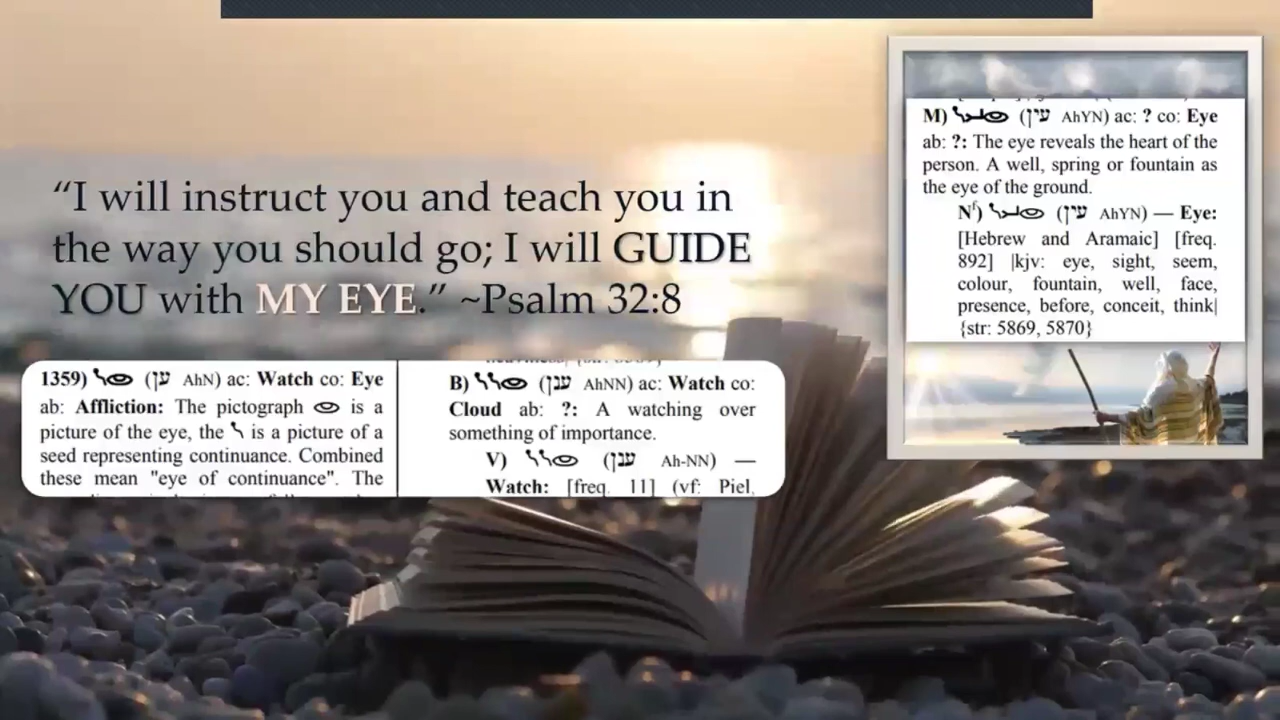 “I will instruct you and teach you in
the way you should go; I will GUIDE
YOU with MY EYE.” ~Psalm 32:8
1359) (ען AhN) ac: Watch co: Eye
ab: Affliction: The pictograph is a
picture of the eye, the is a picture of a
seed representing continuance. Combined
these mean "eye of continuance". The
B) (ענן AhNN) ac: Watch co:
Cloud ab: ?: A watching over
something of importance.
V) (ענן Ah-NN) —
Watch: [freq. 11] (vf: Piel,
M) (עין AhYN) ac: ? co: Eye
ab: ?: The eye reveals the heart of the
person. A well, spring or fountain as
the eye of the ground.
Nf) (עין AhYN) — Eye:
[Hebrew and Aramaic] [freq.
892] |kjv: eye, sight, seem,
colour, fountain, well, face,
presence, before, conceit, think|
{str: 5869, 5870}